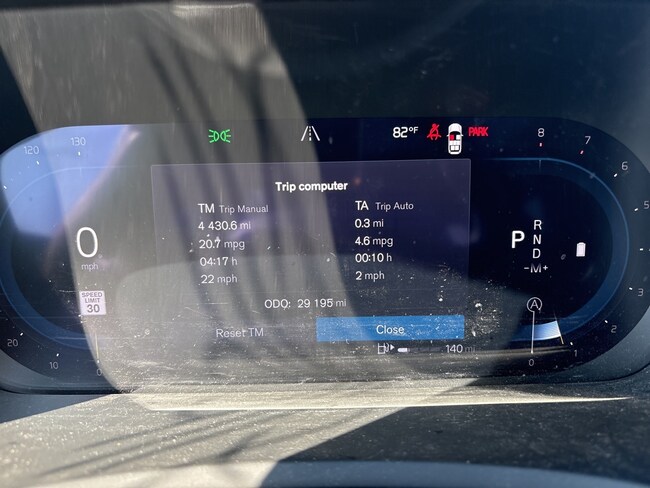 82°F PARK
120 130 8 7 6 5 3 2 1 0
Trip computer
TM Trip Manual
4 430.6 mi
20.7 mpg
04:17 h
22 mph
TA Trip Auto
0.3 mi
4.6 mpg
00:10 h
2 mph
ODO: 29 195 mi
Reset TM
Close
140 mi
0
mph
SPEED
LIMIT
30
20
10
0
P
R
N
D
-M+
A